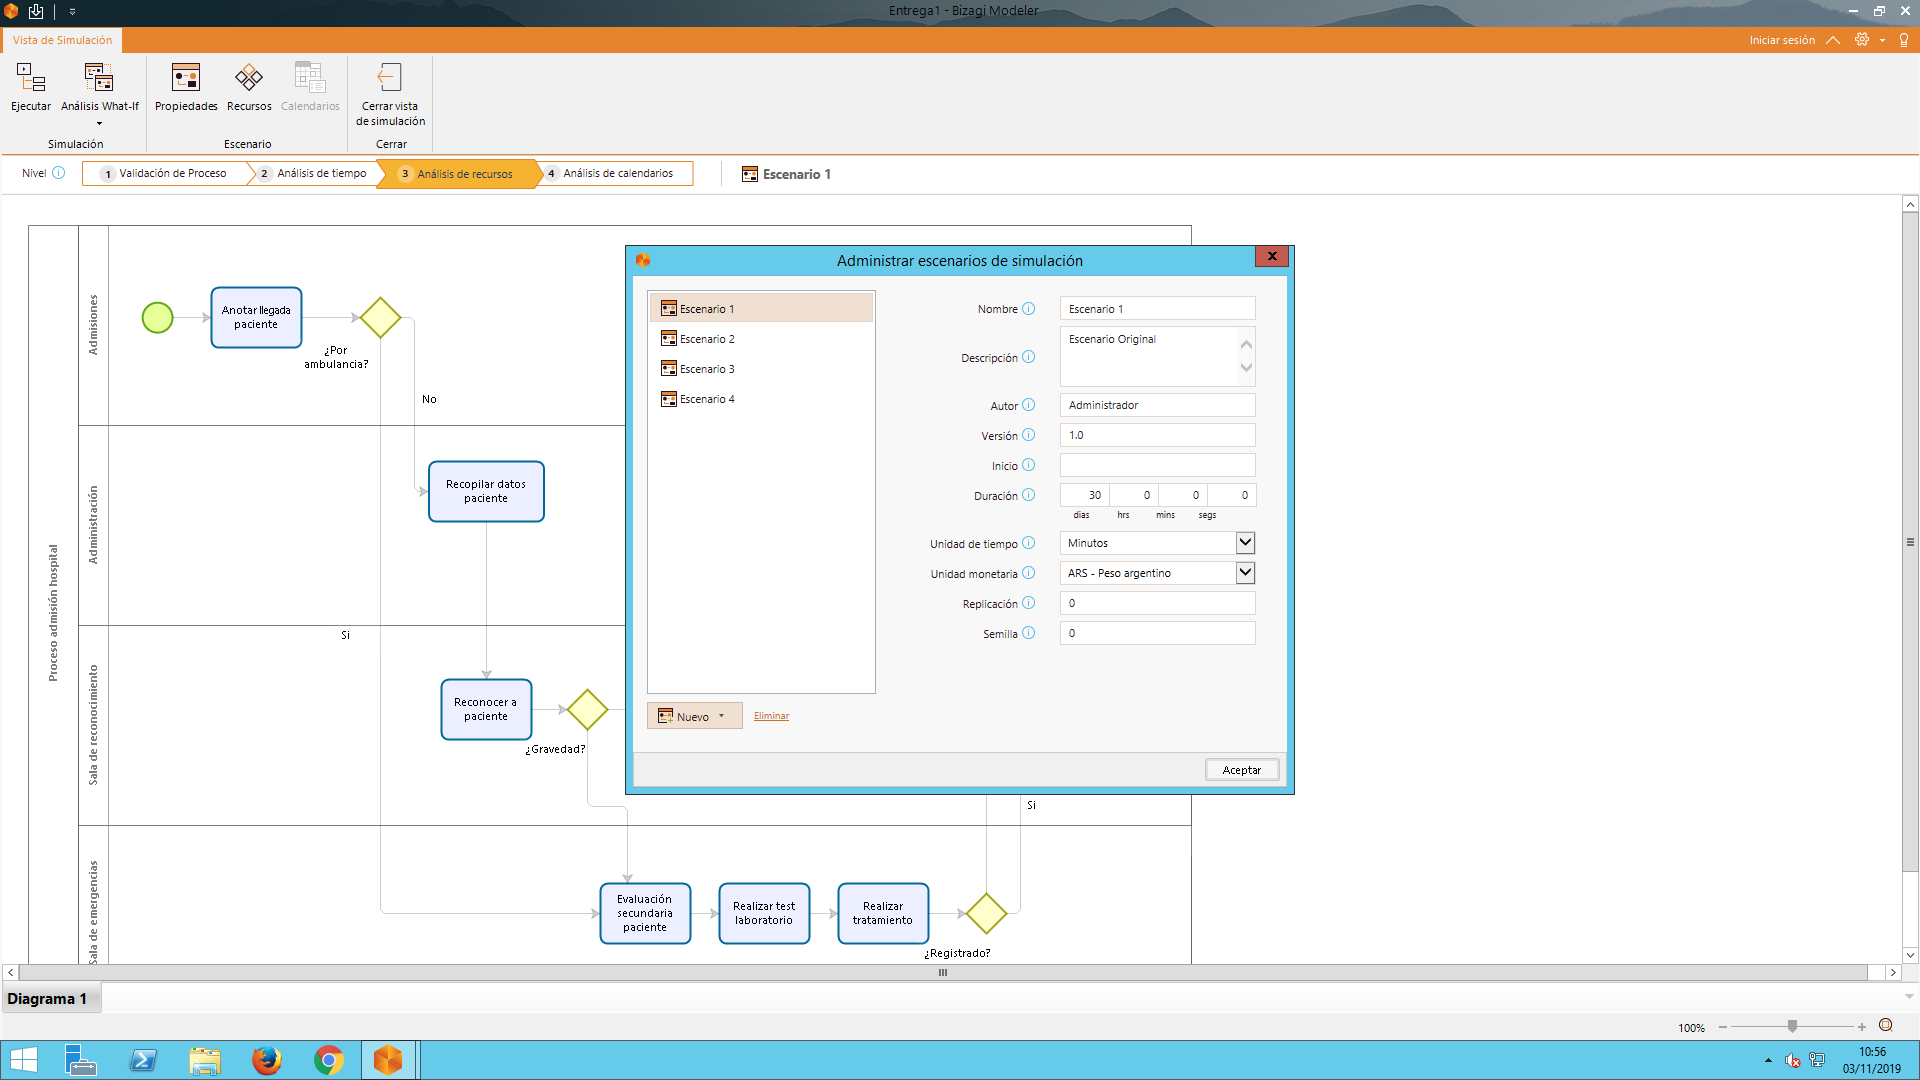 Entrega1 - Bizagi Modeler
Vista de Simulación
Iniciar sesión
Ejecutar
Análisis What-If
Propiedades
Recursos
Calendarios
Cerrar vista
de simulación
Simulación
Escenario
Cerrar
Nivel
1 Validación de Proceso
2 Análisis de tiempo
3 Análisis de recursos
4 Análisis de calendarios
Escenario 1
Proceso admisión hospital
Admisiones
Anotar llegada
paciente
¿Por
ambulancia?
No
Administración
Recopilar datos
paciente
Si
Sala de reconocimiento
Reconocer a
paciente
¿Gravedad?
Si
Sala de emergencias
Evaluación
secundaria
paciente
Realizar test
laboratorio
Realizar
tratamiento
¿Registrado?
Administrar escenarios de simulación
x
Escenario 1
Escenario 2
Escenario 3
Escenario 4
Nuevo
Eliminar
Nombre
Escenario 1
Descripción
Escenario Original
Autor
Administrador
Versión
1.0
Inicio
Duración
30 0 0 0
dias hrs mins segs
Unidad de tiempo
Minutos
Unidad monetaria
ARS - Peso argentino
Replicación
0
Semilla
0
Aceptar
Diagrama 1
100%
10:56
03/11/2019